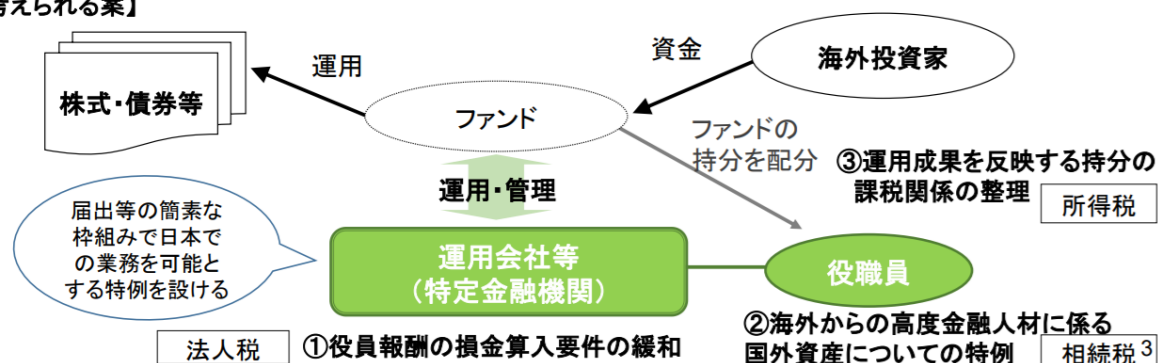 考えられる案】
資金
海外投資家
運用
株式・債券等
ファンド
ファンドの
持分を配分
③運用成果を反映する持分の
課税関係の整理
所得税
運用・管理
届出等の簡素な
枠組みで日本で
の業務を可能と
する特例を設ける
運用会社等
（特定金融機関）
役職員
法人税
①役員報酬の損金算入要件の緩和
②海外からの高度金融人材に係る
国外資産についての特例
相続税
3